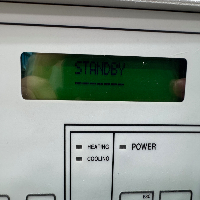 STANDBY
--------
HEATING
COOLING
POWER